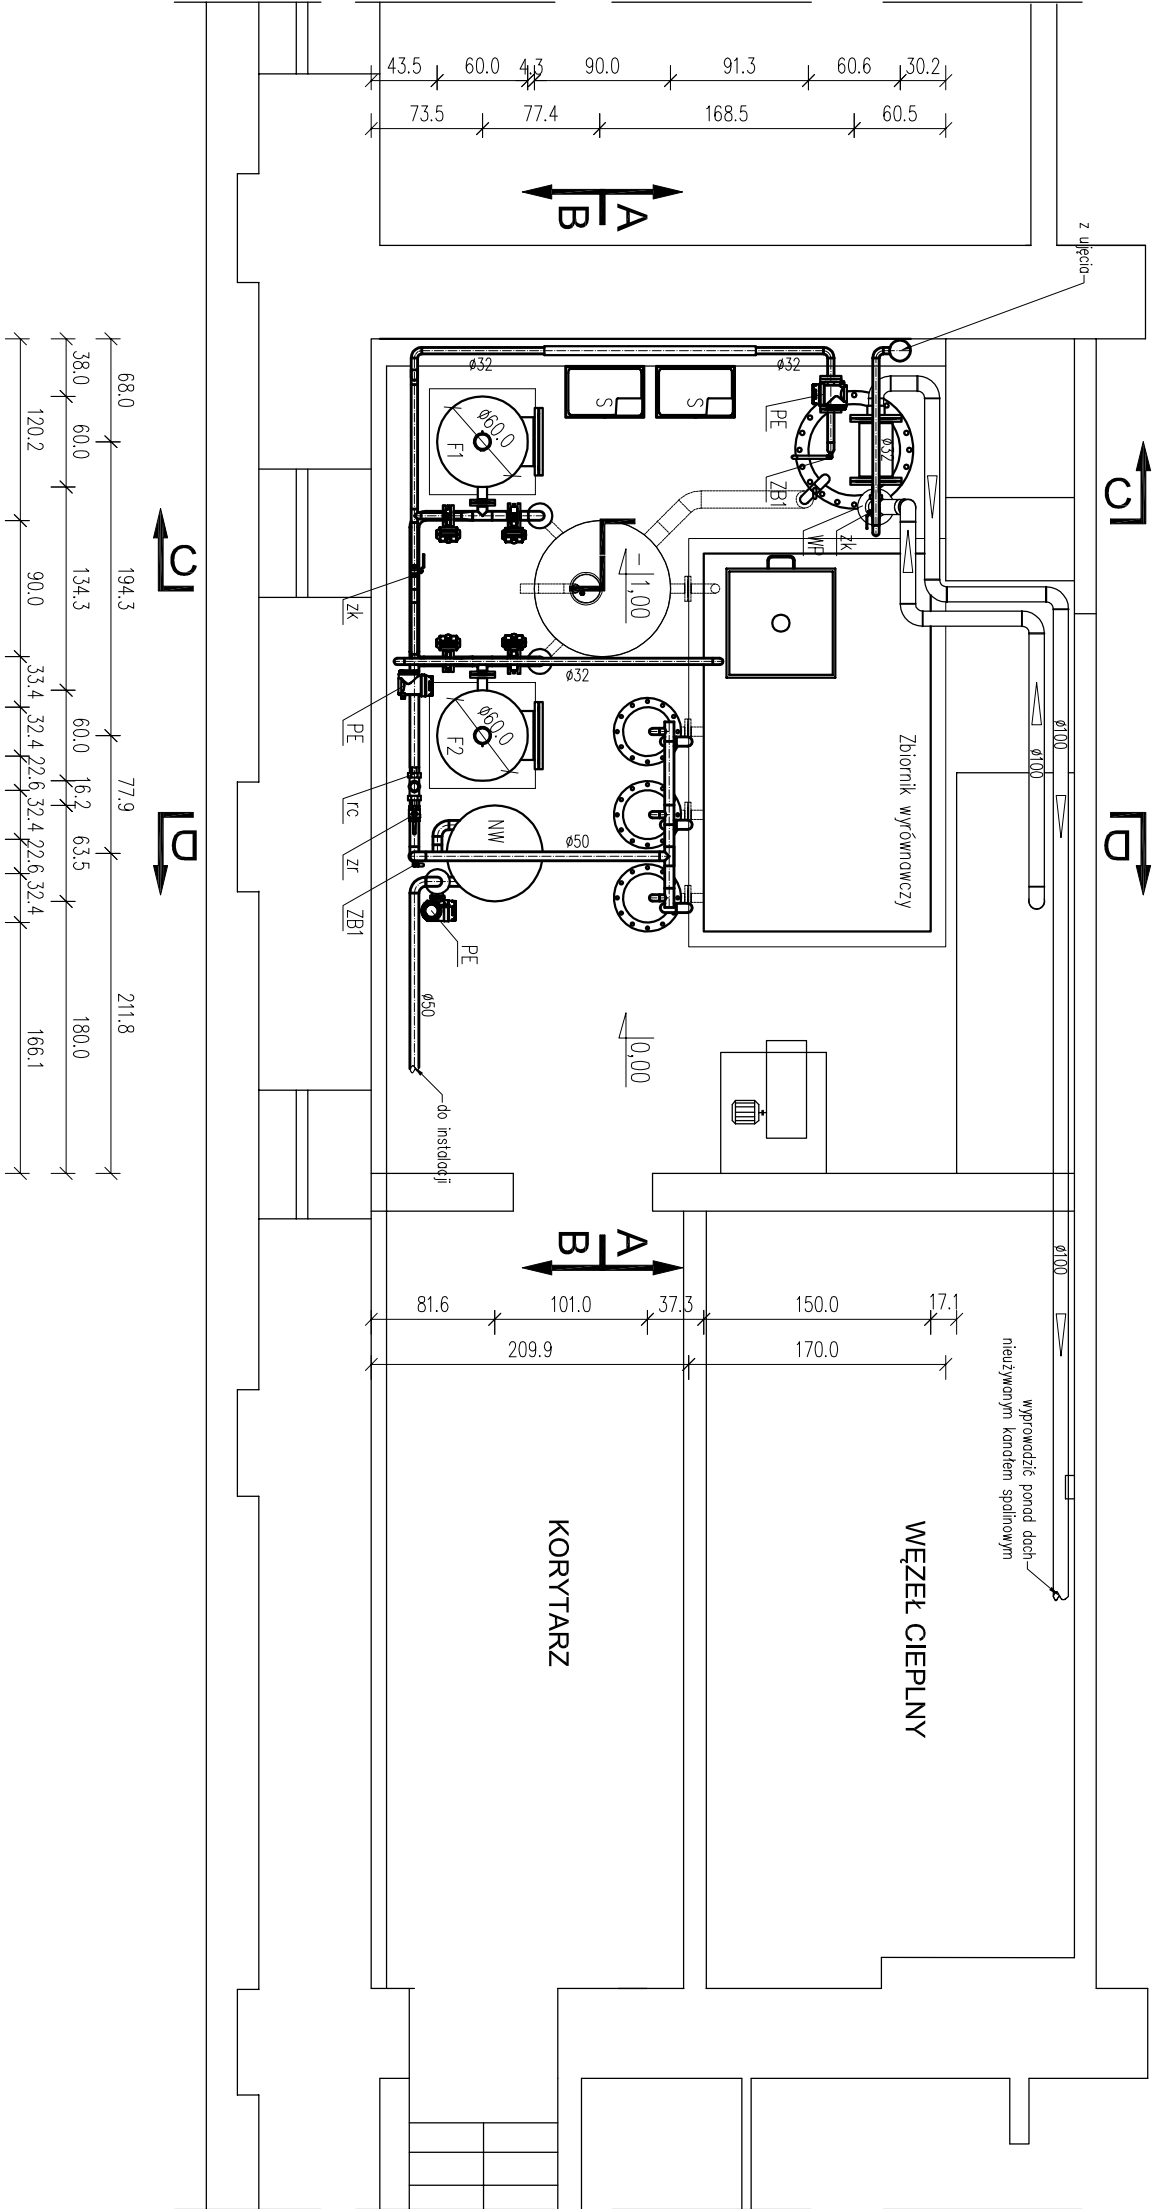 43.5 60.0 4.3 90.0 91.3 60.6 30.2
73.5 77.4 168.5 60.5
A
B
z ujęcia
C
C
D
D
ø32
ø32
ø32
ø32
S
S
PE
ZB1
WP
zk
ø60.0
F1
-1,00
zk
PE
ø60.0
F2
rc
zr
ZB1
NW
ø50
PE
ø50
do instalacji
Zbiornik wyrównawczy
ø100
ø100
ø100
0,00
A
B
81.6 101.0 37.3 150.0 17.1
209.9 170.0
wyprowadzić ponad dach
nieużywanym kanałem spalinowym
WĘZEŁ CIEPLNY
KORYTARZ
68.0 194.3 77.9 211.8
38.0 60.0 134.3 60.0 16.2 63.5 180.0
120.2 90.0 33.4 32.4 22.6 32.4 22.6 32.4 166.1